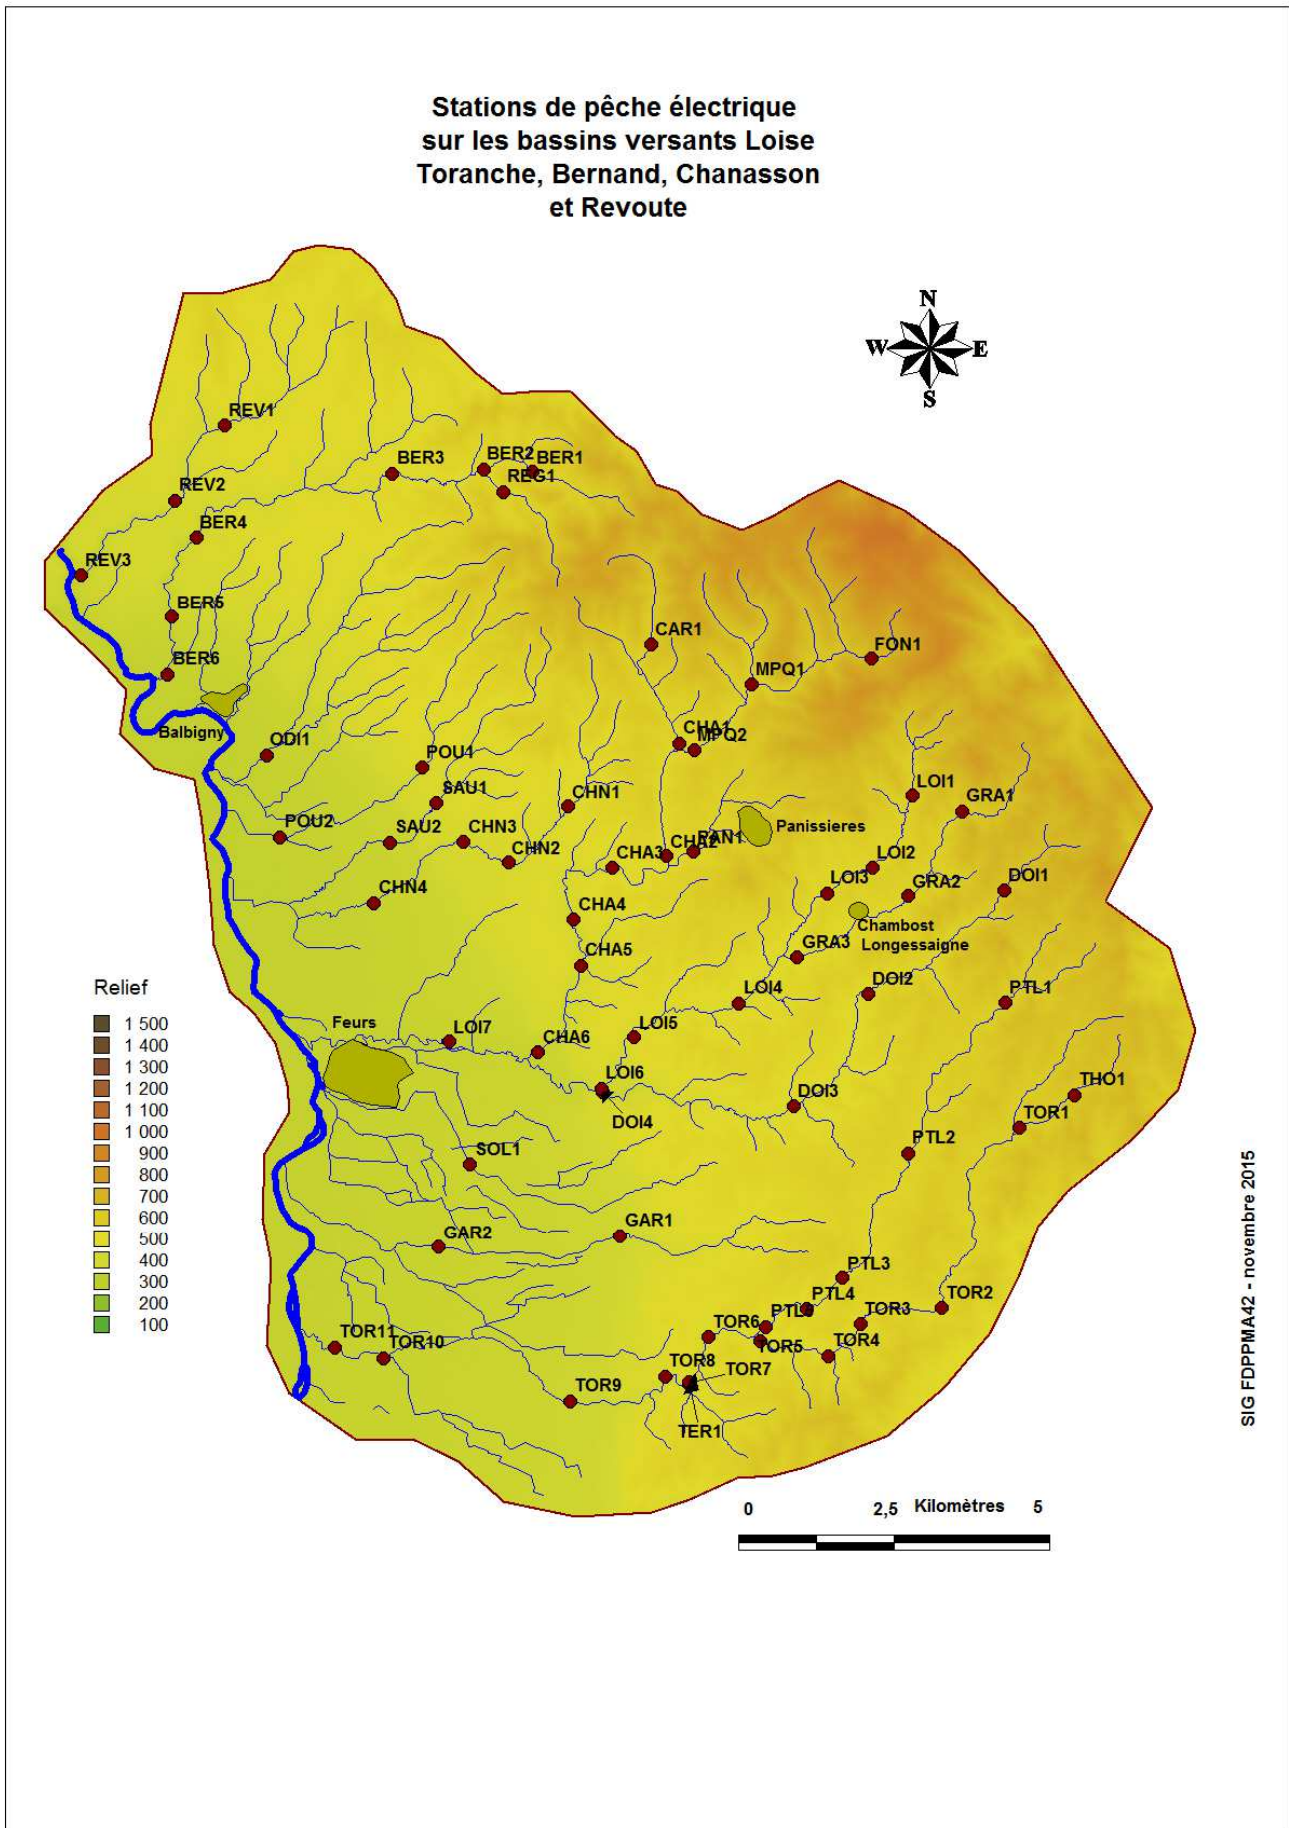 Stations de pêche électrique
sur les bassins versants Loise
Toranche, Bernand, Chanasson
et Revoute
N
W
E
S
REV1
BER3
BER2
BER1
REG1
REV2
BER4
REV3
BER5
BER6
CAR1
FON1
MPQ1
Balbigny
ODI1
CHA1
MPQ2
POU1
SAU1
CHN1
LOI1
GRA1
POU2
SAU2
CHN3
CHN2
CHA3
CHA2
PAN1
Panissieres
LOI2
LOI3
GRA2
DOI1
CHN4
CHA4
Chambost
Longessaigne
CHA5
GRA3
DOI2
LOI4
PTL1
Relief
1 500
1 400
1 300
1 200
1 100
1 000
900
800
700
600
500
400
300
200
100
Feurs
LOI7
CHA6
LOI5
LOI6
DOI4
DOI3
THO1
TOR1
PTL2
SOL1
GAR1
GAR2
PTL3
PTL4
PTL5
TOR2
TOR3
TOR6
TOR5
TOR4
TOR11
TOR10
TOR8
TOR7
TOR9
TER1
0
2,5
Kilomètres
5
SIG FDPPMA42 - novembre 2015